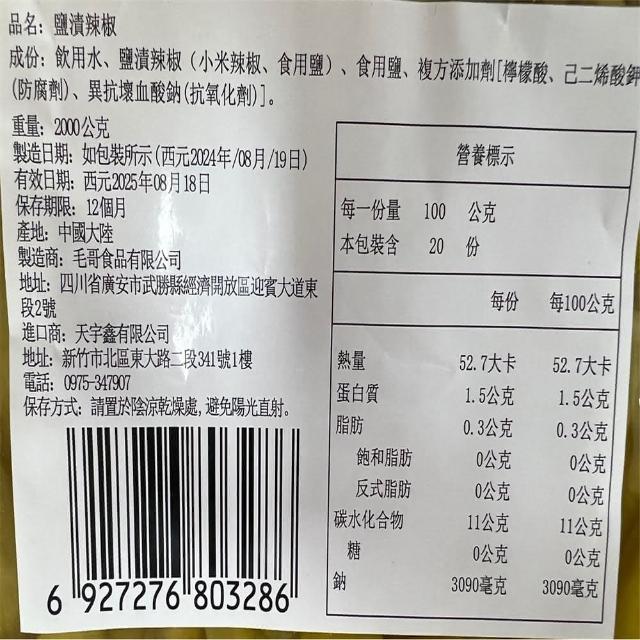 品名: 鹽漬辣椒
成份: 飲用水、鹽漬辣椒 (小米辣椒、食用鹽)、食用鹽、複方添加劑[檸檬酸、己二烯酸鉀
(防腐劑)、異抗壞血酸鈉(抗氧化劑)]。
重量: 2000公克
製造日期: 如包裝所示(西元2024年/08月/19日)
有效日期: 西元2025年08月18日
保存期限: 12個月
產地: 中國大陸
製造商: 毛哥食品有限公司
地址: 四川省廣安市武勝縣經濟開放區迎賓大道東
段2號
進口商: 天宇鑫有限公司
地址: 新竹市北區東大路二段341號1樓
電話: 0975-347907
保存方式: 請置於陰涼乾燥處,避免陽光直射.
6 927276 803286
營養標示
每一份量 100 公克
本包裝含 20 份
每份 每100公克
熱量 52.7大卡 52.7大卡
蛋白質 1.5公克 1.5公克
脂肪 0.3公克 0.3公克
飽和脂肪 0公克 0公克
反式脂肪 0公克 0公克
碳水化合物 11公克 11公克
糖 0公克 0公克
鈉 3090毫克 3090毫克